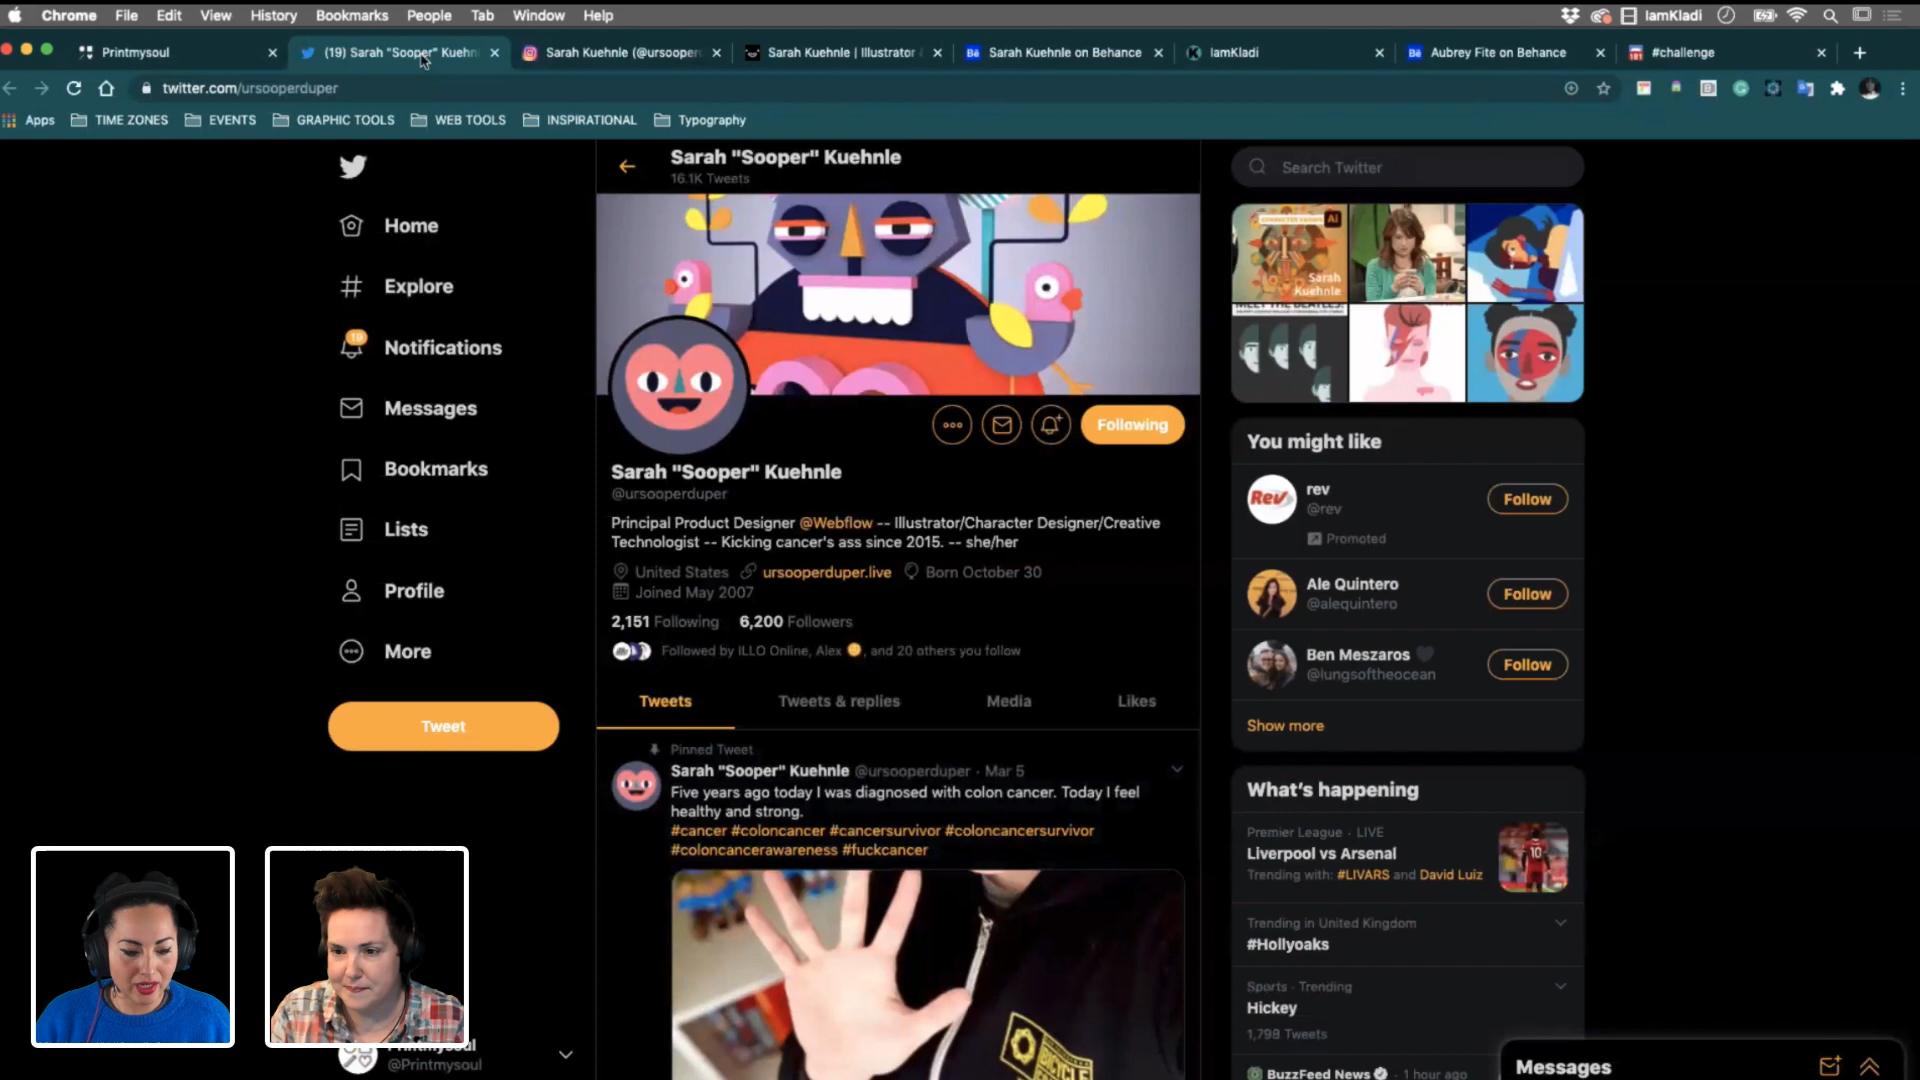 Chrome File Edit View History Bookmarks People Tab Window Help IamKladi
Printmysoul (19) Sarah "Sooper" Kuehn Sarah Kuehnle (@ursooper Sarah Kuehnle | Illustrator Sarah Kuehnle on Behance IamKladi Aubrey Fite on Behance #challenge
twitter.com/ursooperduper
Apps TIME ZONES EVENTS GRAPHIC TOOLS WEB TOOLS INSPIRATIONAL Typography
Home
Explore
19
Notifications
Messages
Bookmarks
Lists
Profile
More
Tweet
Printmysoul
@Printmysoul
Sarah "Sooper" Kuehnle
16.1K Tweets
Following
Sarah "Sooper" Kuehnle
@ursooperduper
Principal Product Designer @Webflow -- Illustrator/Character Designer/Creative
Technologist -- Kicking cancer's ass since 2015. -- she/her
United States ursooperduper.live Born October 30
Joined May 2007
2,151 Following 6,200 Followers
Followed by ILLO Online, Alex , and 20 others you follow
Tweets Tweets & replies Media Likes
Pinned Tweet
Sarah "Sooper" Kuehnle @ursooperduper · Mar 5
Five years ago today I was diagnosed with colon cancer. Today I feel
healthy and strong.
#cancer #coloncancer #cancersurvivor #coloncancersurvivor
#coloncancerawareness #fuckcancer
BICYCLE
Search Twitter
Ai
Sarah
Kuehnle
MEET THE BEATLES!
You might like
Rev
rev
@rev
Promoted
Follow
Ale Quintero
@alequintero
Follow
Ben Meszaros
@lungsoftheocean
Follow
Show more
What's happening
Premier League · LIVE
Liverpool vs Arsenal
Trending with: #LIVARS and David Luiz
10
Trending in United Kingdom
#Hollyoaks
Sports · Trending
Hickey
1,798 Tweets
BuzzFeed News · 1 hour ago
Messages